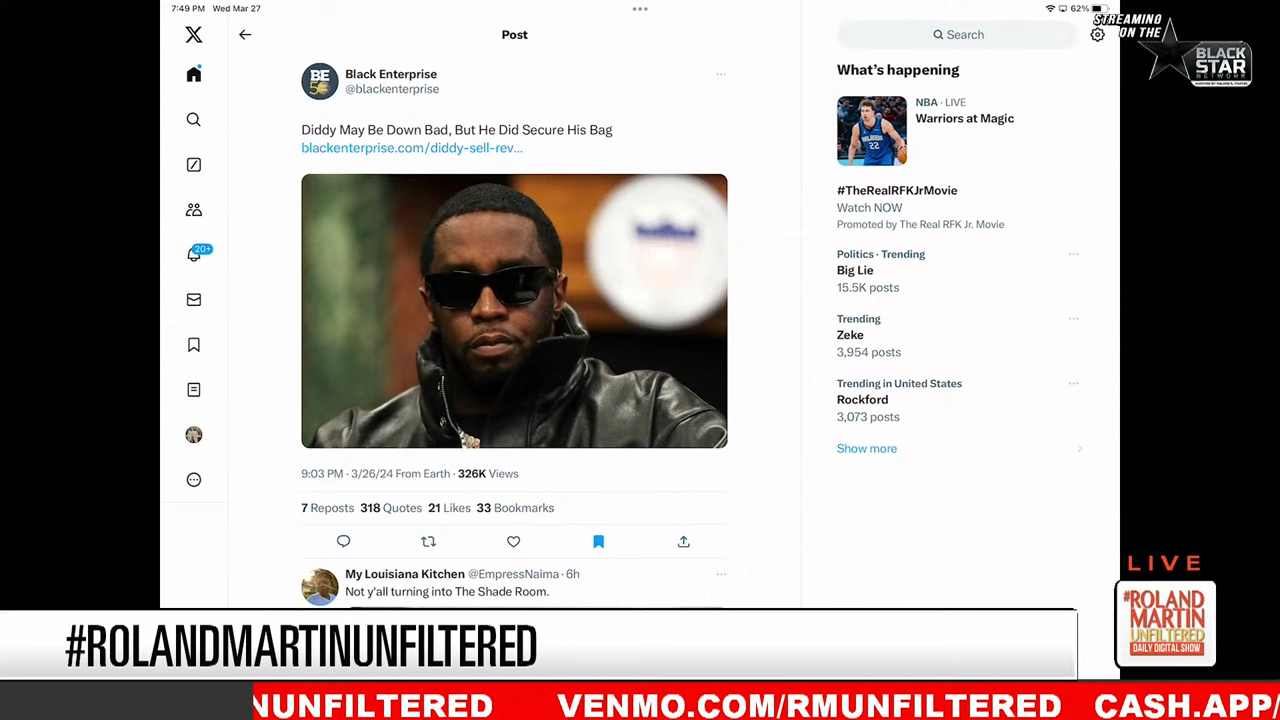 7:49 PM Wed Mar 27
62%
STREAMING
ON THE
BLACK
STAR
NETWORK
Post
Search
Black Enterprise
@blackenterprise
Diddy May Be Down Bad, But He Did Secure His Bag
blackenterprise.com/diddy-sell-rev...
9:03 PM · 3/26/24 From Earth · 326K Views
7 Reposts 318 Quotes 21 Likes 33 Bookmarks
My Louisiana Kitchen @EmpressNaima · 6h
Not y'all turning into The Shade Room.
20+
BE
What's happening
NBA · LIVE
Warriors at Magic
22
#TheRealRFKJrMovie
Watch NOW
Promoted by The Real RFK Jr. Movie
Politics · Trending
Big Lie
15.5K posts
Trending
Zeke
3,954 posts
Trending in United States
Rockford
3,073 posts
Show more
LIVE
#ROLAND
MARTIN
UNFILTERED
DAILY DIGITAL SHOW
#ROLANDMARTINUNFILTERED
NUNFILTERED VENMO.COM/RMUNFILTERED CASH.APP/